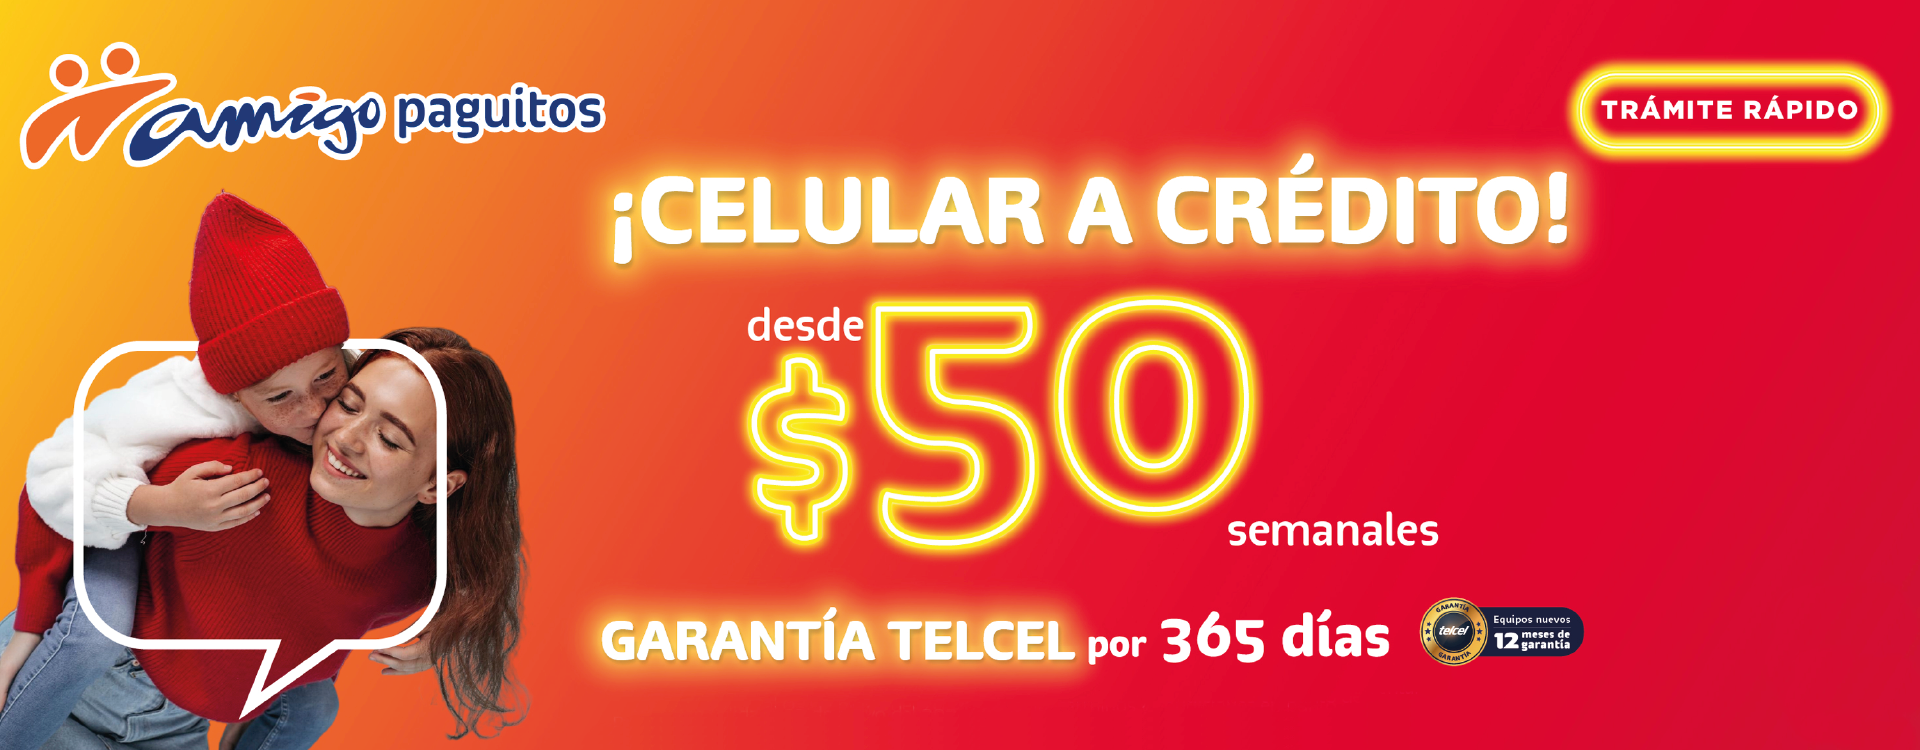 amigo paguitos
TRÁMITE RÁPIDO
¡CELULAR A CRÉDITO!
desde
$50
semanales
GARANTÍA TELCEL por 365 días
GARANTÍA
telcel
GARANTÍA
Equipos nuevos
12 meses de
garantía